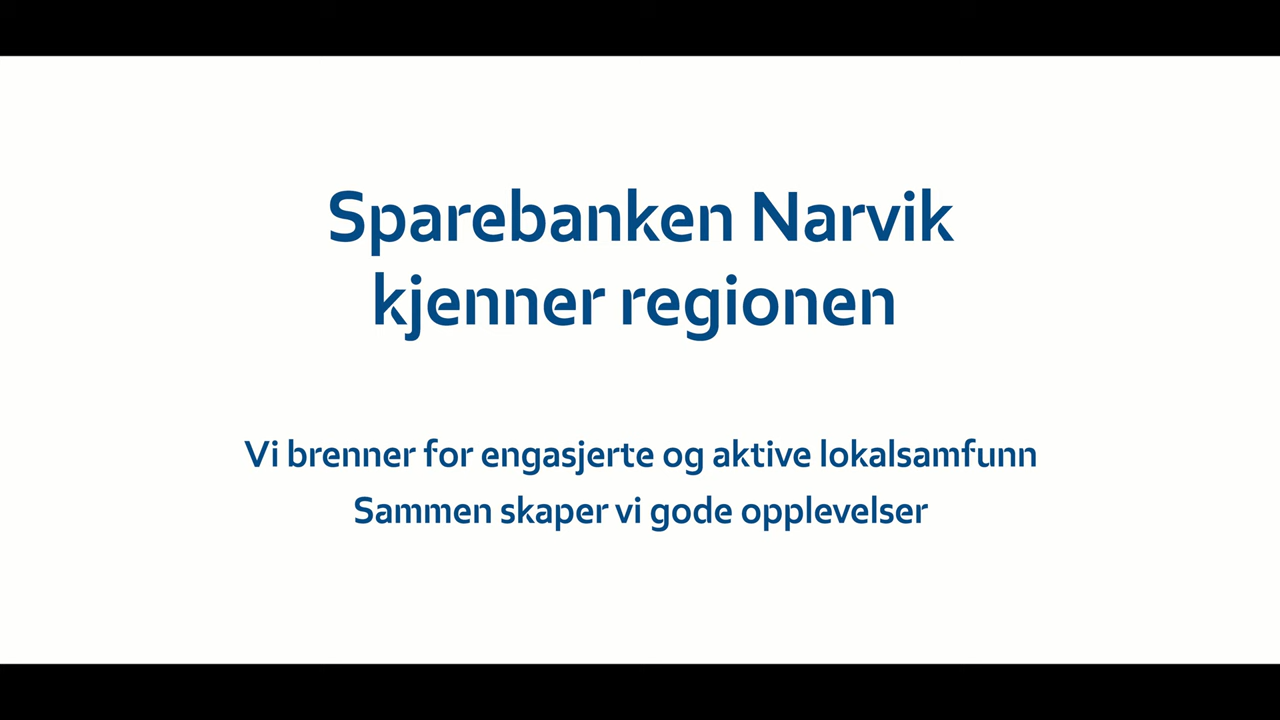 Sparebanken Narvik
kjenner regionen
Vi brenner for engasjerte og aktive lokalsamfunn
Sammen skaper vi gode opplevelser